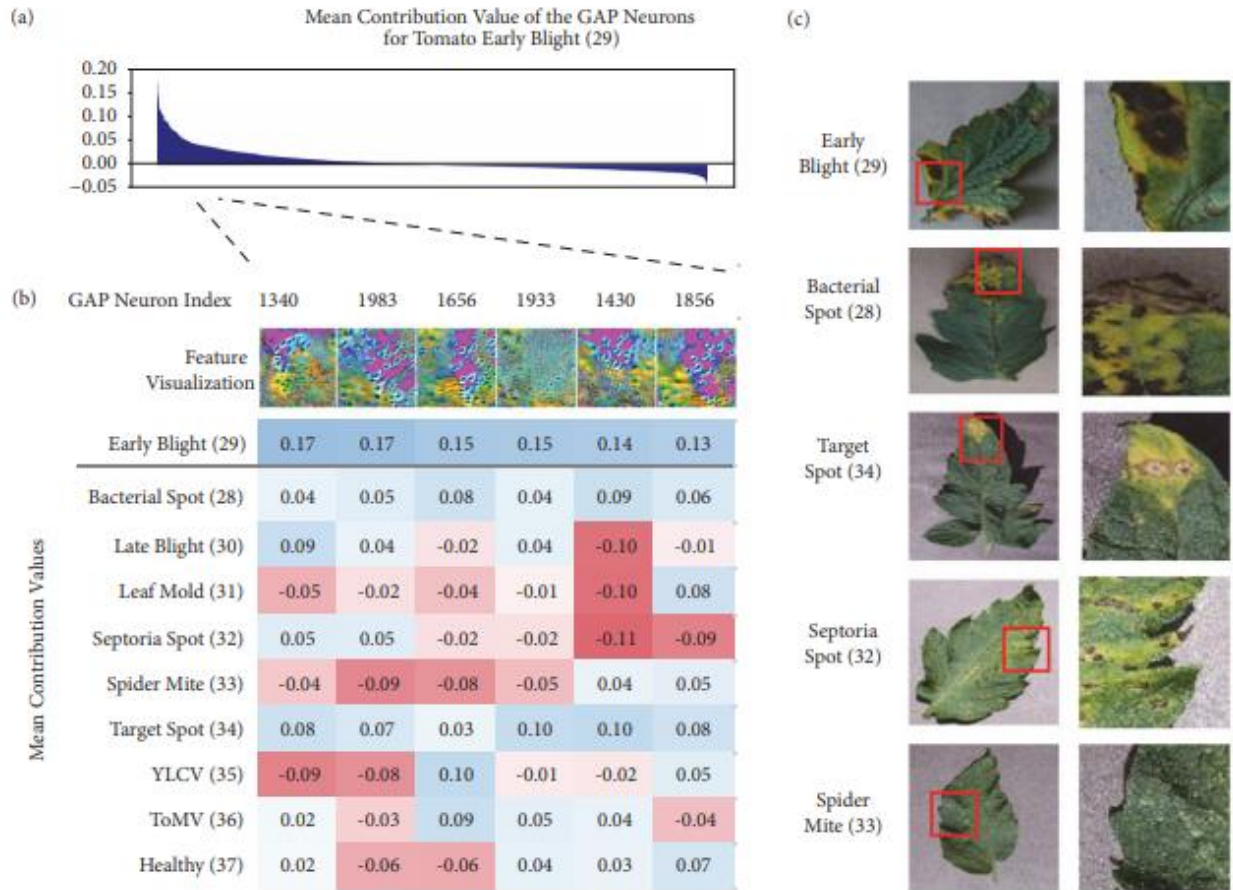 (a)
Mean Contribution Value of the GAP Neurons
for Tomato Early Blight (29)
0.20
0.15
0.10
0.05
0.00
−0.05
(b)
GAP Neuron Index 1340 1983 1656 1933 1430 1856
Feature
Visualization
Mean Contribution Values
Early Blight (29) 0.17 0.17 0.15 0.15 0.14 0.13
Bacterial Spot (28) 0.04 0.05 0.08 0.04 0.09 0.06
Late Blight (30) 0.09 0.04 -0.02 0.04 -0.10 -0.01
Leaf Mold (31) -0.05 -0.02 -0.04 -0.01 -0.10 0.08
Septoria Spot (32) 0.05 0.05 -0.02 -0.02 -0.11 -0.09
Spider Mite (33) -0.04 -0.09 -0.08 -0.05 0.04 0.05
Target Spot (34) 0.08 0.07 0.03 0.10 0.10 0.08
YLCV (35) -0.09 -0.08 0.10 -0.01 -0.02 0.05
ToMV (36) 0.02 -0.03 0.09 0.05 0.04 -0.04
Healthy (37) 0.02 -0.06 -0.06 0.04 0.03 0.07
(c)
Early
Blight (29)
Bacterial
Spot (28)
Target
Spot (34)
Septoria
Spot (32)
Spider
Mite (33)